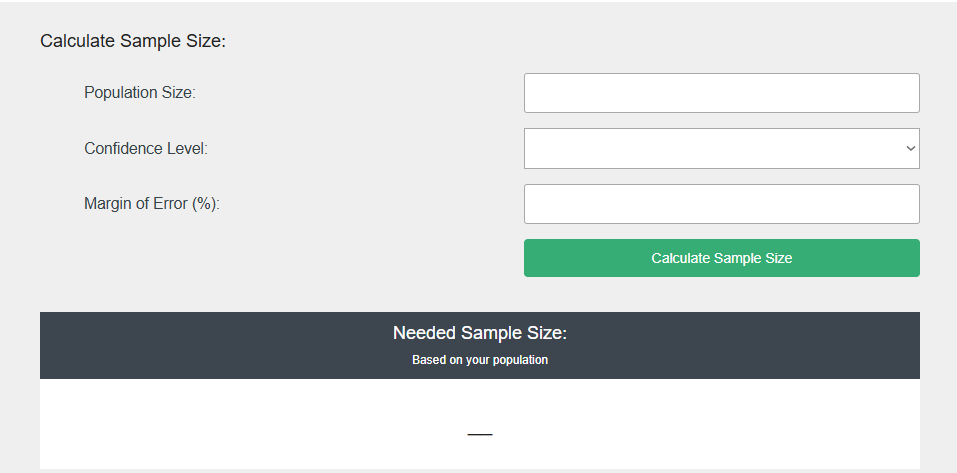 Calculate Sample Size:
Population Size:
Confidence Level:
Margin of Error (%):
Calculate Sample Size
Needed Sample Size:
Based on your population
—